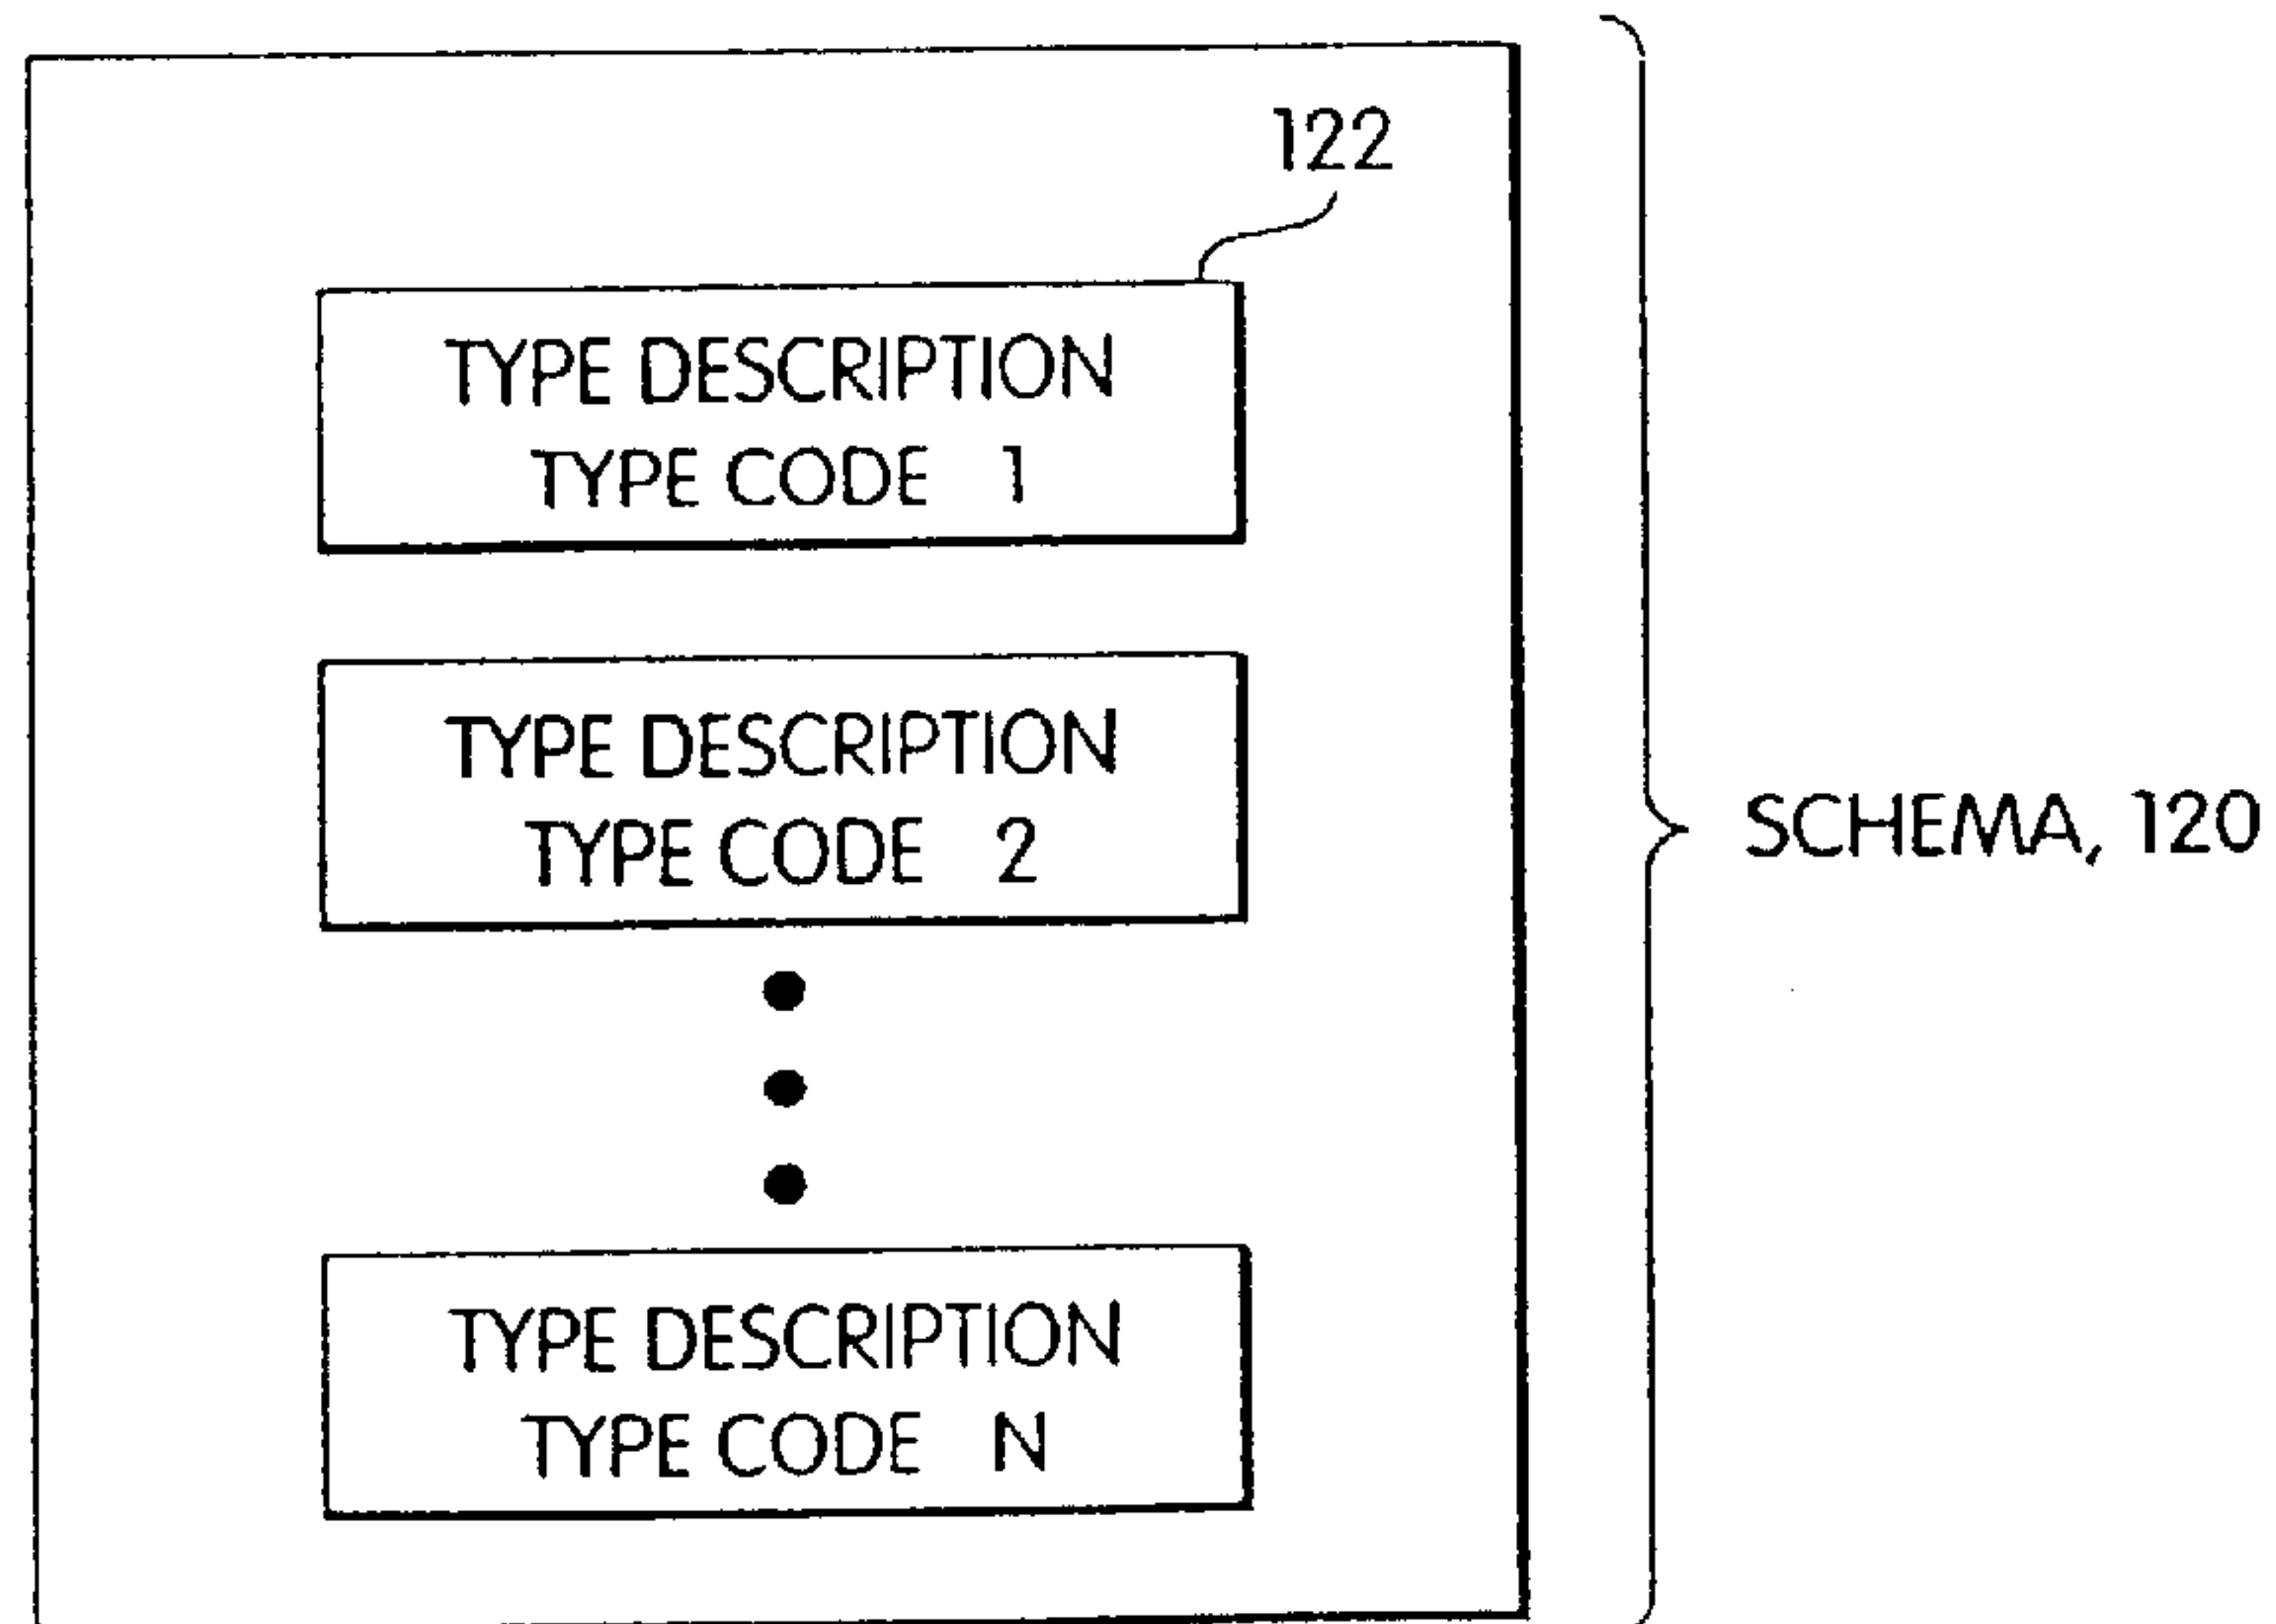 122
TYPE DESCRIPTION
TYPE CODE 1
TYPE DESCRIPTION
TYPE CODE 2
SCHEMA, 120
TYPE DESCRIPTION
TYPE CODE N